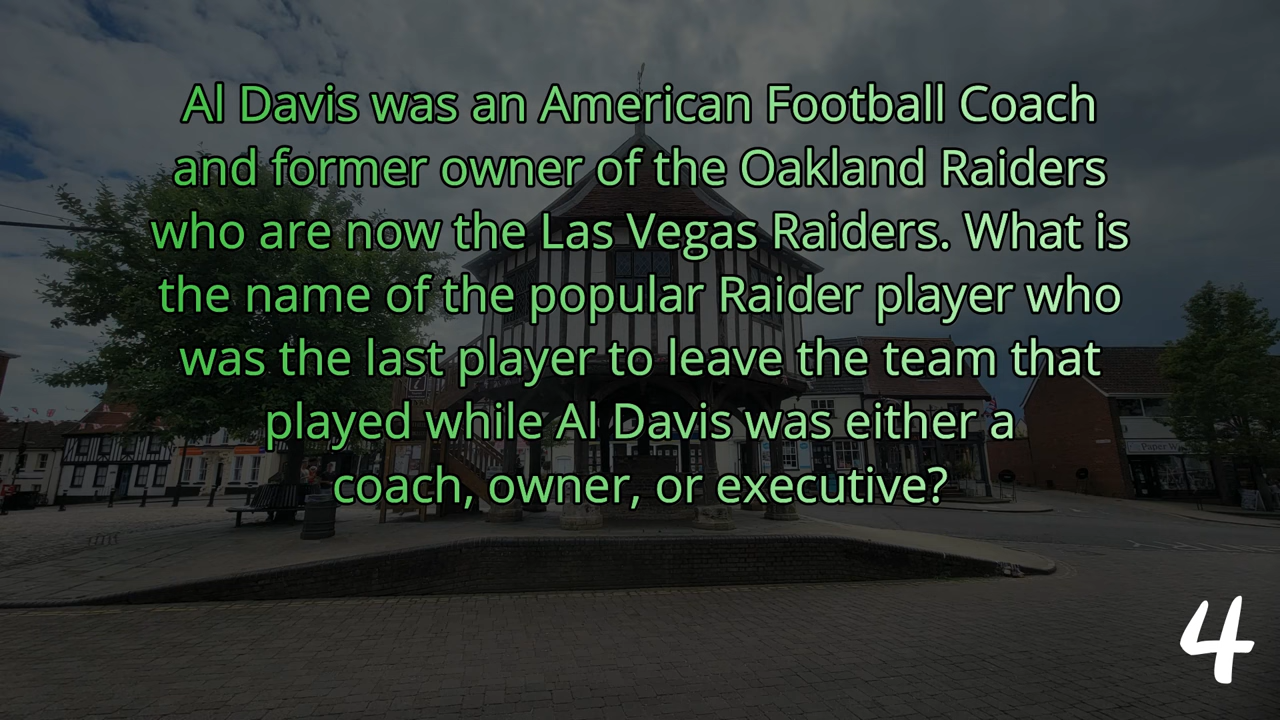 Al Davis was an American Football Coach
and former owner of the Oakland Raiders
who are now the Las Vegas Raiders. What is
the name of the popular Raider player who
was the last player to leave the team that
played while Al Davis was either a
coach, owner, or executive?
4